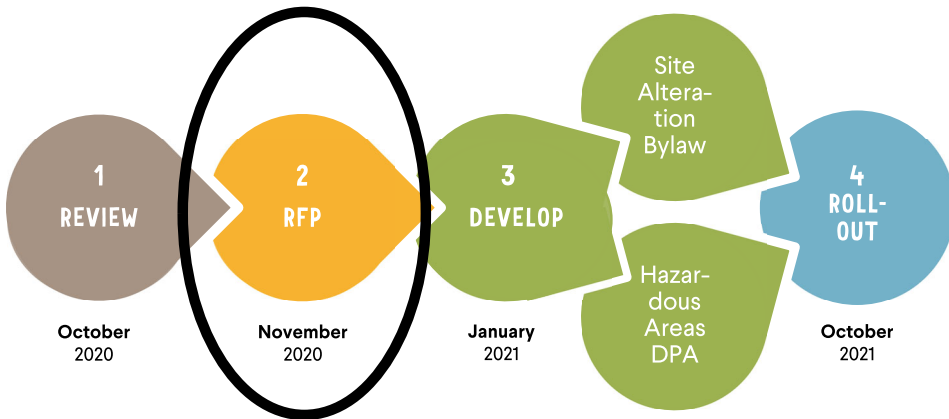 1
REVIEW
October
2020
2
RFP
November
2020
3
DEVELOP
January
2021
Site
Altera-
tion
Bylaw
Hazar-
dous
Areas
DPA
4
ROLL-
OUT
October
2021